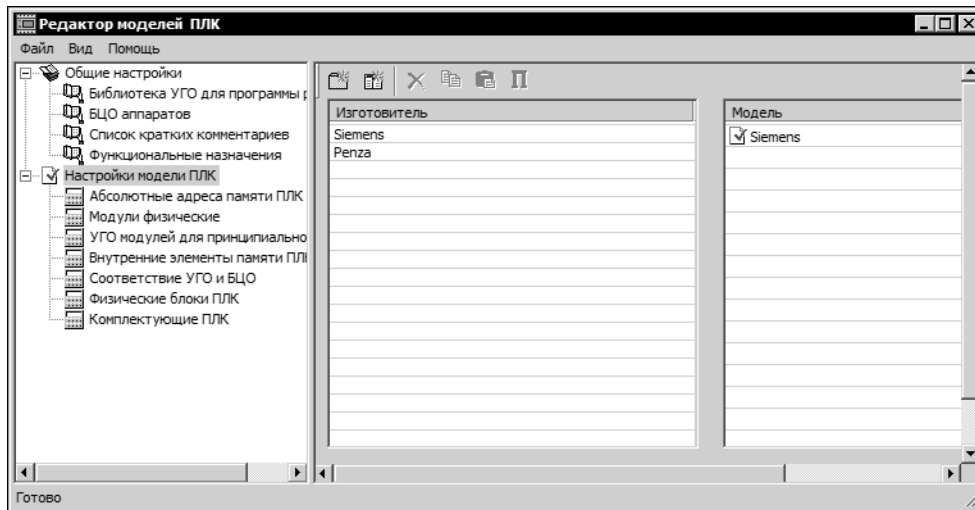 Редактор моделей ПЛК
Файл Вид Помощь
Общие настройки
Библиотека УГО для программы
БЦО аппаратов
Список кратких комментариев
Функциональные назначения
Настройки модели ПЛК
Абсолютные адреса памяти ПЛК
Модули физические
УГО модулей для принципиально
Внутренние элементы памяти ПЛ
Соответствие УГО и БЦО
Физические блоки ПЛК
Комплектующие ПЛК
П
Изготовитель
Siemens
Penza
Модель
Siemens
Готово